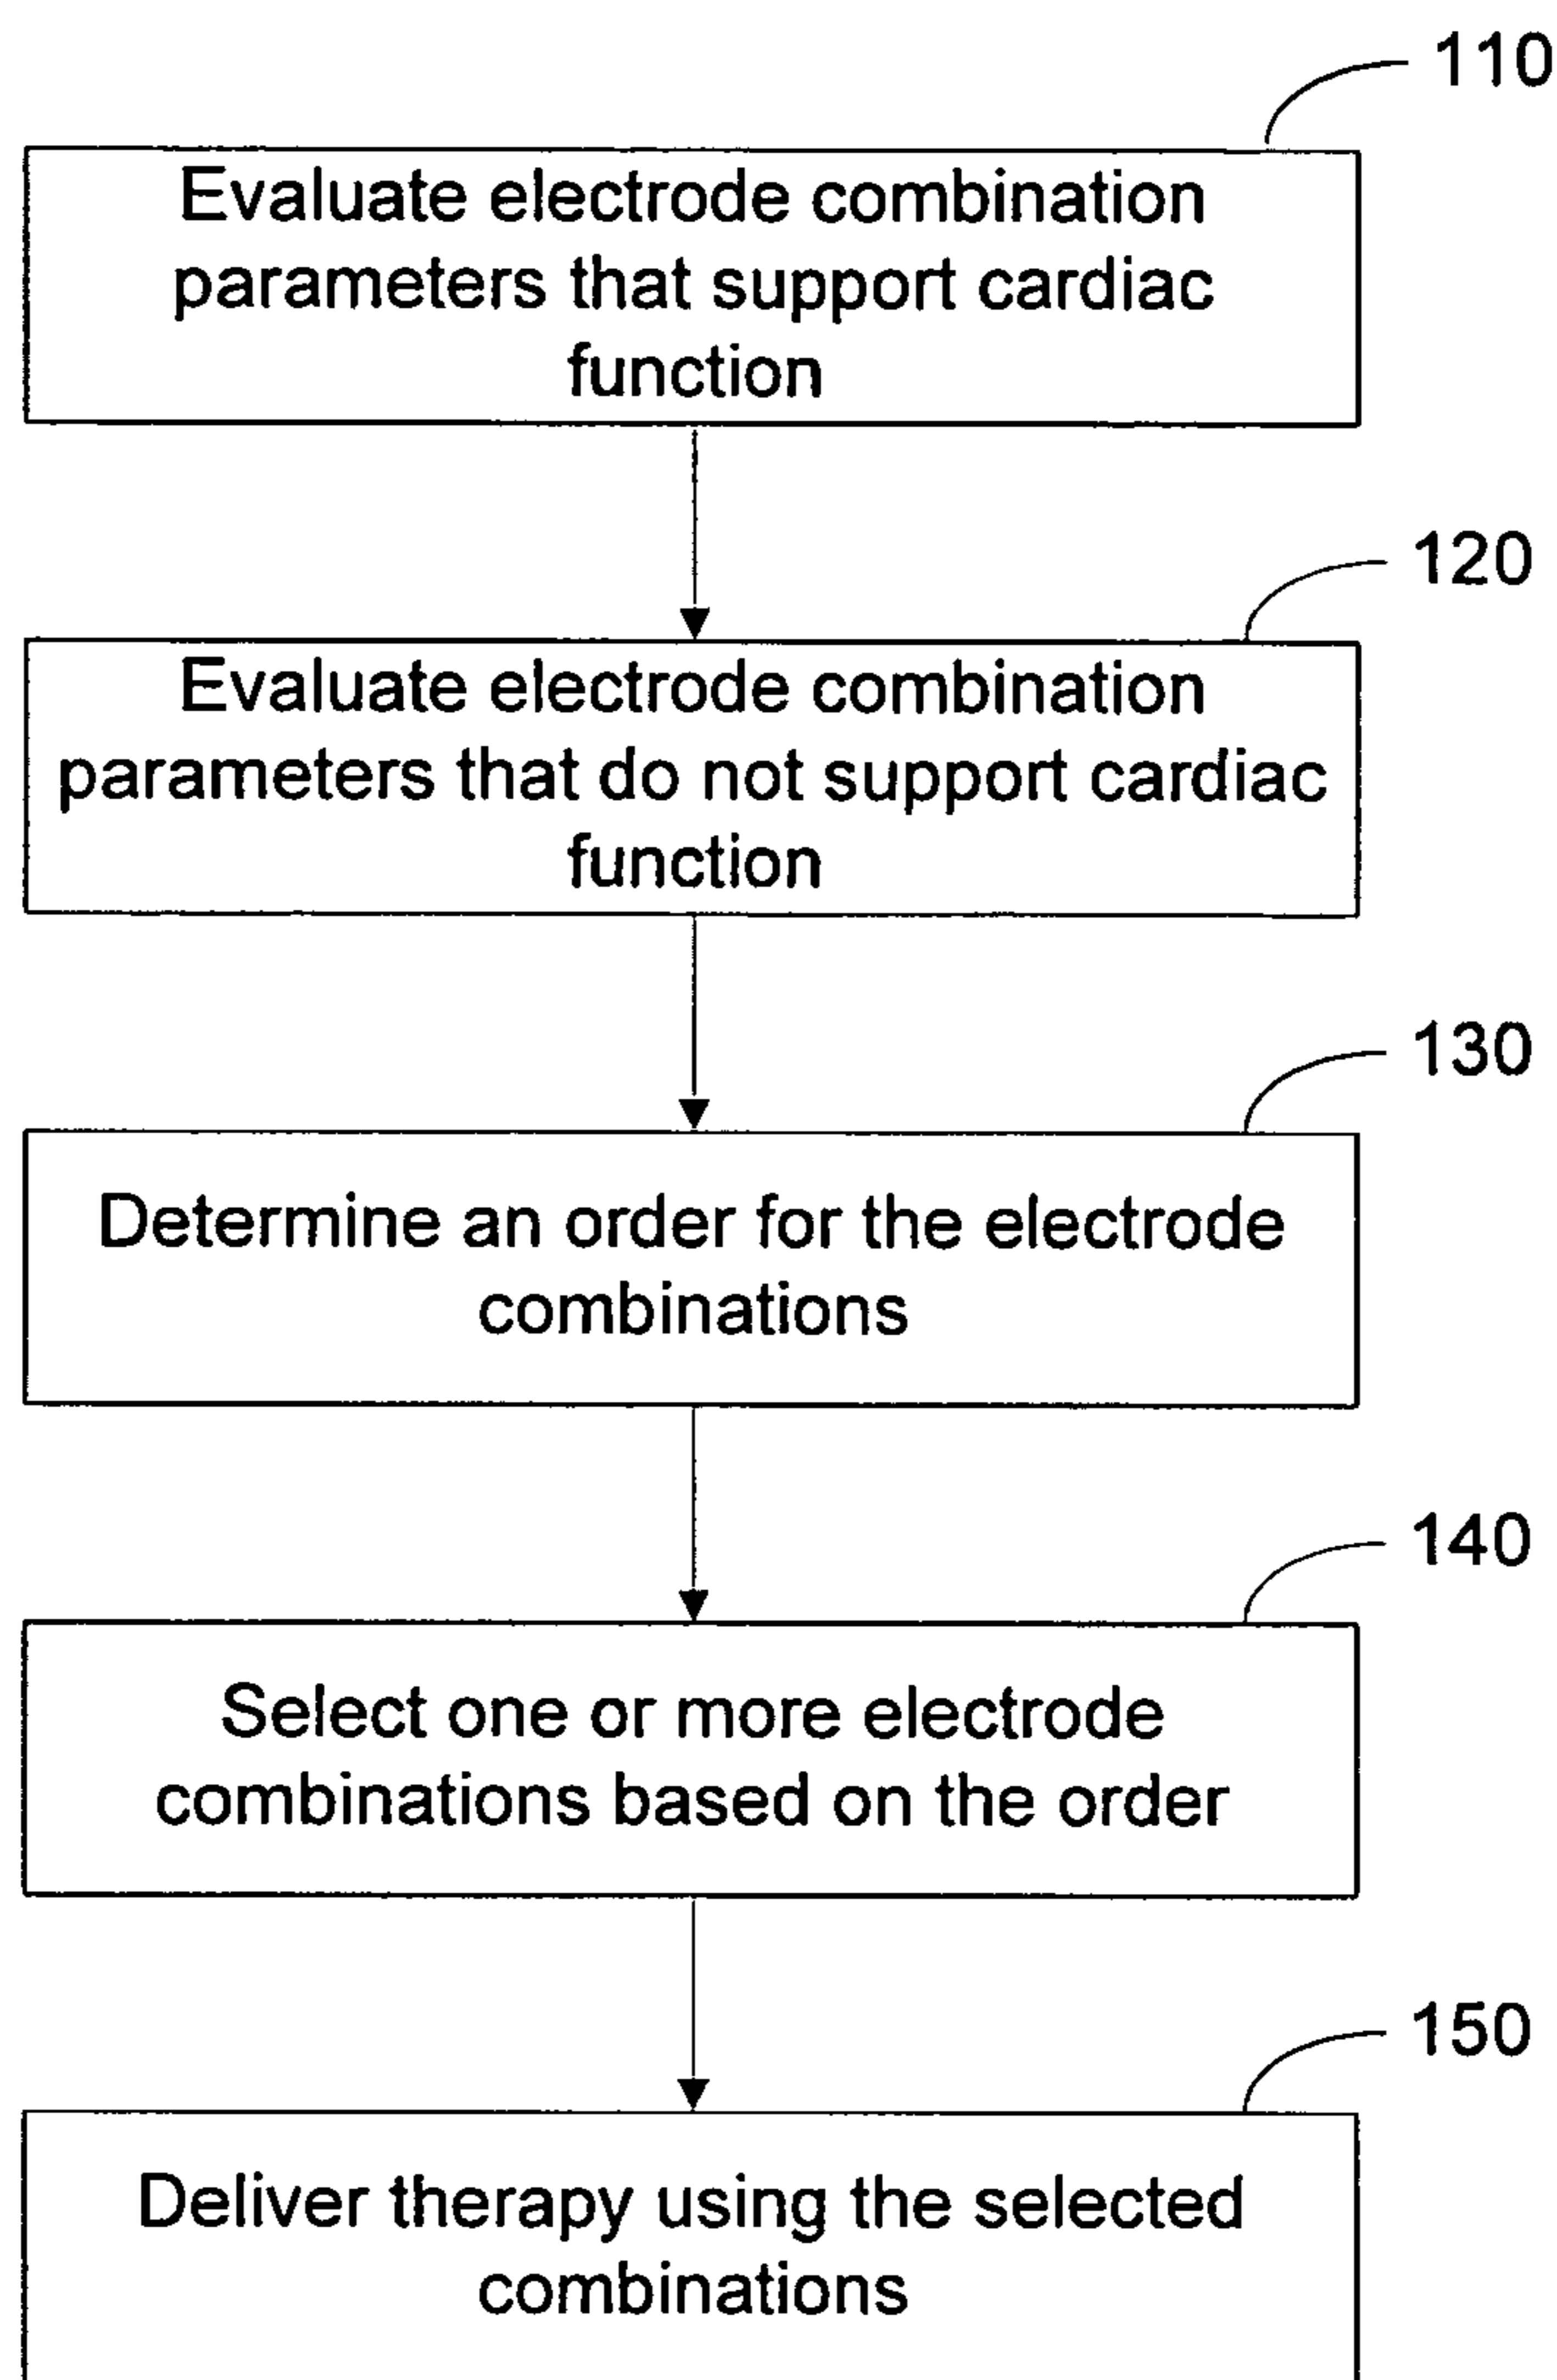 110
Evaluate electrode combination
parameters that support cardiac
function
120
Evaluate electrode combination
parameters that do not support cardiac
function
130
Determine an order for the electrode
combinations
140
Select one or more electrode
combinations based on the order
150
Deliver therapy using the selected
combinations